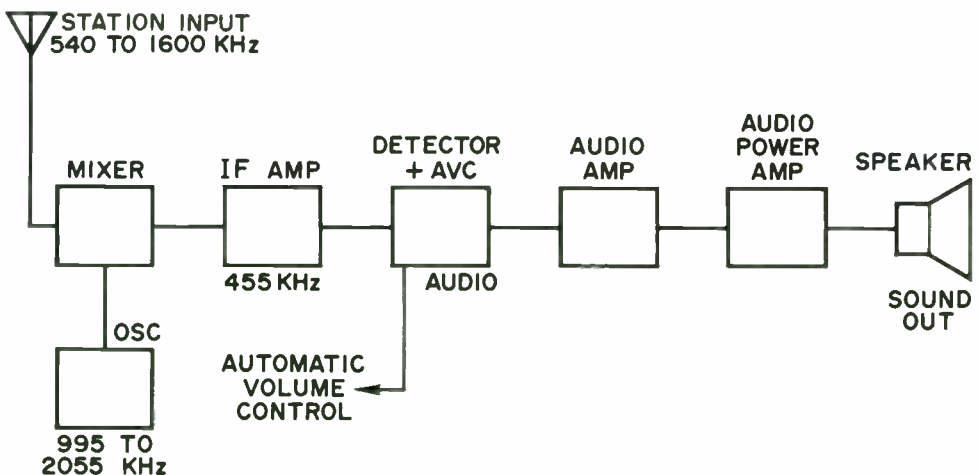 STATION INPUT
540 TO 1600 KHz
MIXER
IF AMP
DETECTOR
+ AVC
AUDIO
AMP
AUDIO
POWER
AMP
SPEAKER
455 KHz
AUDIO
SOUND
OUT
OSC
AUTOMATIC
VOLUME
CONTROL
995 TO
2055 KHz